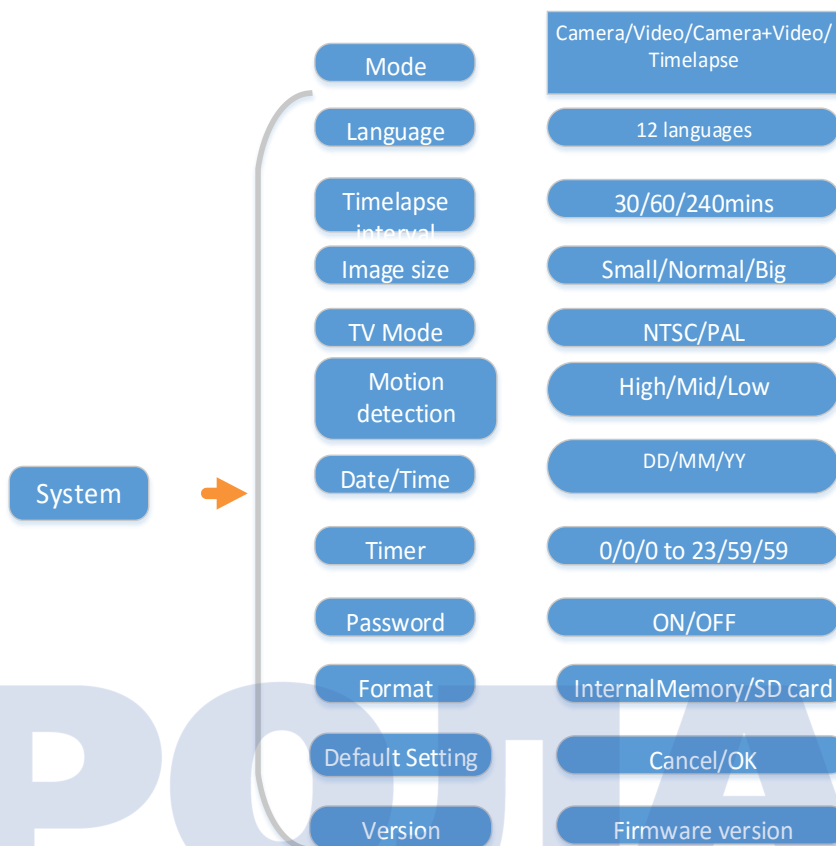 Mode
Camera/Video/Camera+Video/
Timelapse
Language
12 languages
Timelapse
interval
30/60/240mins
Image size
Small/Normal/Big
TV Mode
NTSC/PAL
Motion
detection
High/Mid/Low
System
Date/Time
DD/MM/YY
Timer
0/0/0 to 23/59/59
Password
ON/OFF
Format
InternalMemory/SD card
Default Setting
Cancel/OK
Version
Firmware version